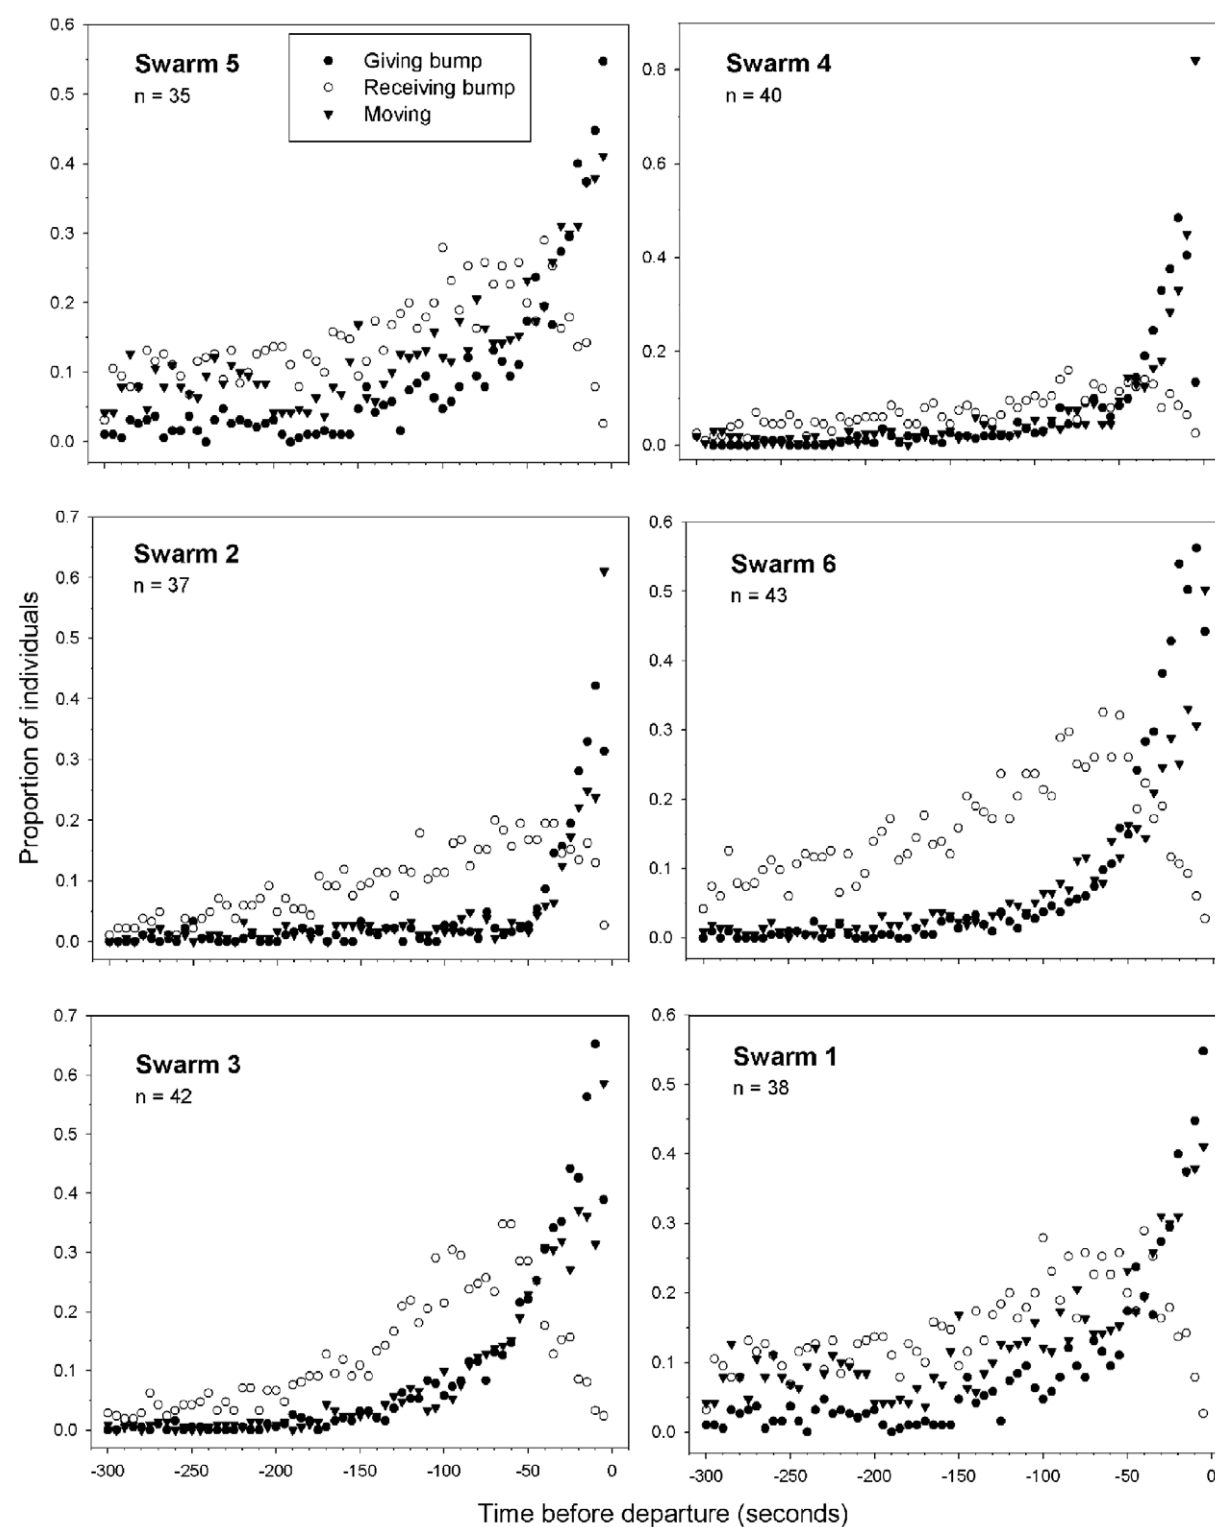 0.6
0.5
0.4
0.3
0.2
0.1
0.0
Swarm 5
n = 35
Giving bump
Receiving bump
Moving
0.8
0.6
0.4
0.2
0.0
Swarm 4
n = 40
Proportion of individuals
0.7
0.6
0.5
0.4
0.3
0.2
0.1
0.0
Swarm 2
n = 37
0.6
0.5
0.4
0.3
0.2
0.1
0.0
Swarm 6
n = 43
0.7
0.6
0.5
0.4
0.3
0.2
0.1
0.0
Swarm 3
n = 42
-300 -250 -200 -150 -100 -50 0
0.6
0.5
0.4
0.3
0.2
0.1
0.0
Swarm 1
n = 38
-300 -250 -200 -150 -100 -50 0
Time before departure (seconds)